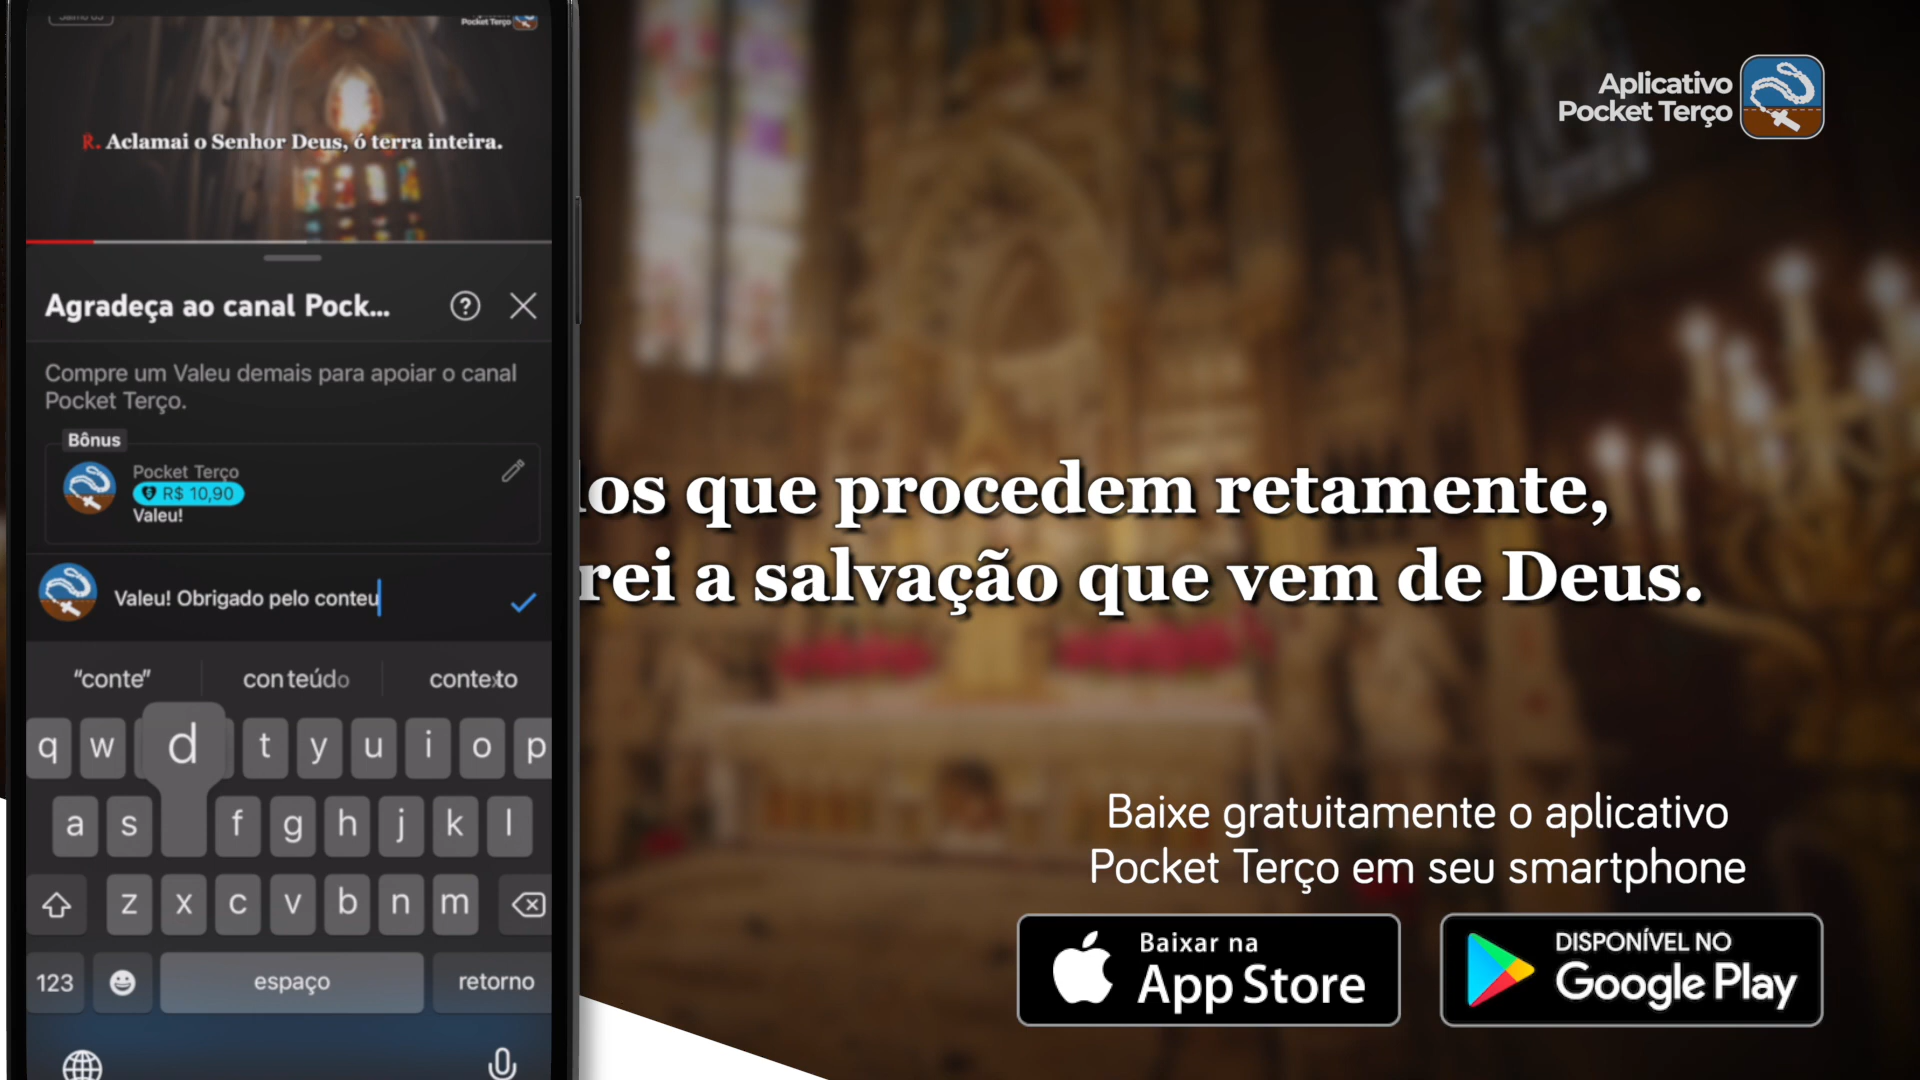 Salmo 65
Pocket Terço
R. Aclamai o Senhor Deus, ó terra inteira.
Agradeça ao canal Pock...
Compre um Valeu demais para apoiar o canal
Pocket Terço.
Bônus
Pocket Terço
R$ 10,90
Valeu!
Valeu! Obrigado pelo conteu
“conte”
conteúdo
contexto
q w d t y u i o p
a s f g h j k l
z x c v b n m
123
espaço
retorno
Aplicativo
Pocket Terço
os que procedem retamente,
rei a salvação que vem de Deus.
Baixe gratuitamente o aplicativo
Pocket Terço em seu smartphone
Baixar na
App Store
DISPONÍVEL NO
Google Play